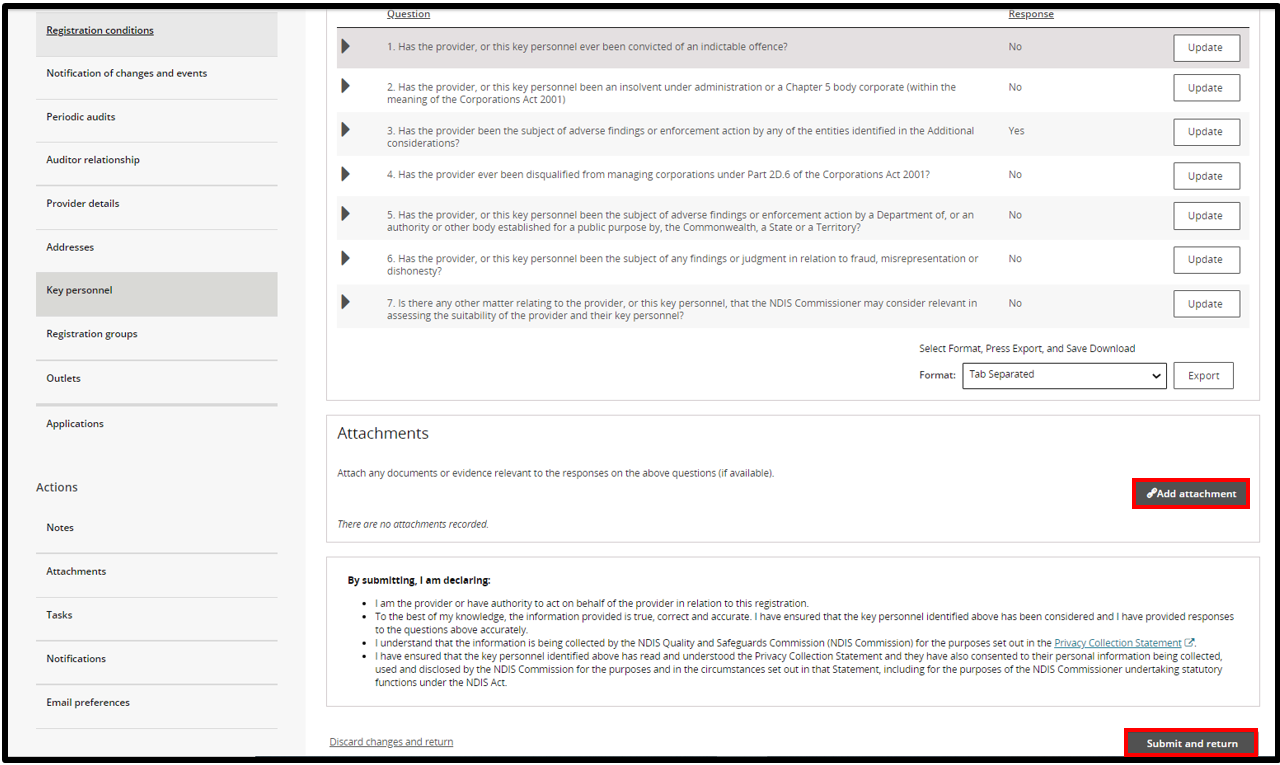 Registration conditions
Notification of changes and events
Periodic audits
Auditor relationship
Provider details
Addresses
Key personnel
Registration groups
Outlets
Applications
Actions
Notes
Attachments
Tasks
Notifications
Email preferences
Question Response
1. Has the provider, or this key personnel ever been convicted of an indictable offence? No Update
2. Has the provider, or this key personnel been an insolvent under administration or a Chapter 5 body corporate (within the No Update
meaning of the Corporations Act 2001)
3. Has the provider been the subject of adverse findings or enforcement action by any of the entities identified in the Additional Yes Update
considerations?
4. Has the provider ever been disqualified from managing corporations under Part 2D.6 of the Corporations Act 2001? No Update
5. Has the provider, or this key personnel been the subject of adverse findings or enforcement action by a Department of, or an No Update
authority or other body established for a public purpose by, the Commonwealth, a State or a Territory?
6. Has the provider, or this key personnel been the subject of any findings or judgment in relation to fraud, misrepresentation or No Update
dishonesty?
7. Is there any other matter relating to the provider, or this key personnel, that the NDIS Commissioner may consider relevant in No Update
assessing the suitability of the provider and their key personnel?
Select Format, Press Export, and Save Download
Format: Tab Separated Export
Attachments
Attach any documents or evidence relevant to the responses on the above questions (if available).
Add attachment
There are no attachments recorded.
By submitting, I am declaring:
• I am the provider or have authority to act on behalf of the provider in relation to this registration.
• To the best of my knowledge, the information provided is true, correct and accurate. I have ensured that the key personnel identified above has been considered and I have provided responses
to the questions above accurately.
• I understand that the information is being collected by the NDIS Quality and Safeguards Commission (NDIS Commission) for the purposes set out in the Privacy Collection Statement.
• I have ensured that the key personnel identified above has read and understood the Privacy Collection Statement and they have also consented to their personal information being collected,
used and disclosed by the NDIS Commission for the purposes and in the circumstances set out in that Statement, including for the purposes of the NDIS Commissioner undertaking statutory
functions under the NDIS Act.
Discard changes and return Submit and return